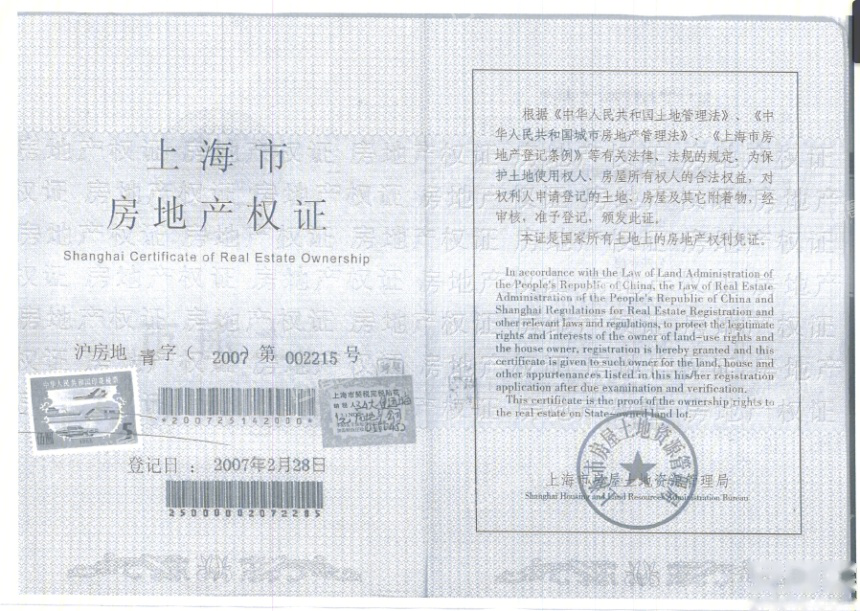 上海市
房地产权证
Shanghai Certificate of Real Estate Ownership
沪房地 青字（ 2007 第 002215 号
中华人民共和国印花税票
5
*200725142000*
登记日： 2007年2月28日
25000002072285
根据《中华人民共和国土地管理法》、《中
华人民共和国城市房地产管理法》、《上海市房
地产登记条例》等有关法律、法规的规定，为保
护土地使用权人、房屋所有权人的合法权益，对
权利人申请登记的土地、房屋及其它附着物，经
审核，准予登记，颁发此证。
本证是国家所有土地上的房地产权利凭证。
In accordance with the Law of Land Administration of
the People's Republic of China, the Law of Real Estate
Administration of the People's Republic of China and
Shanghai Regulations for Real Estate Registration and
other relevant laws and regulations, to protect the legitimate
rights and interests of the owner of land-use rights and
the house owner, registration is hereby granted and this
certificate is given to such owner for the land, house and
other appurtenances listed in this his/her registration
application after due examination and verification.
This certificate is the proof of the ownership rights to
the real estate on State-owned land lot.
上海市房屋土地资源管理局
Shanghai Housing and Land Resources Administration Bureau